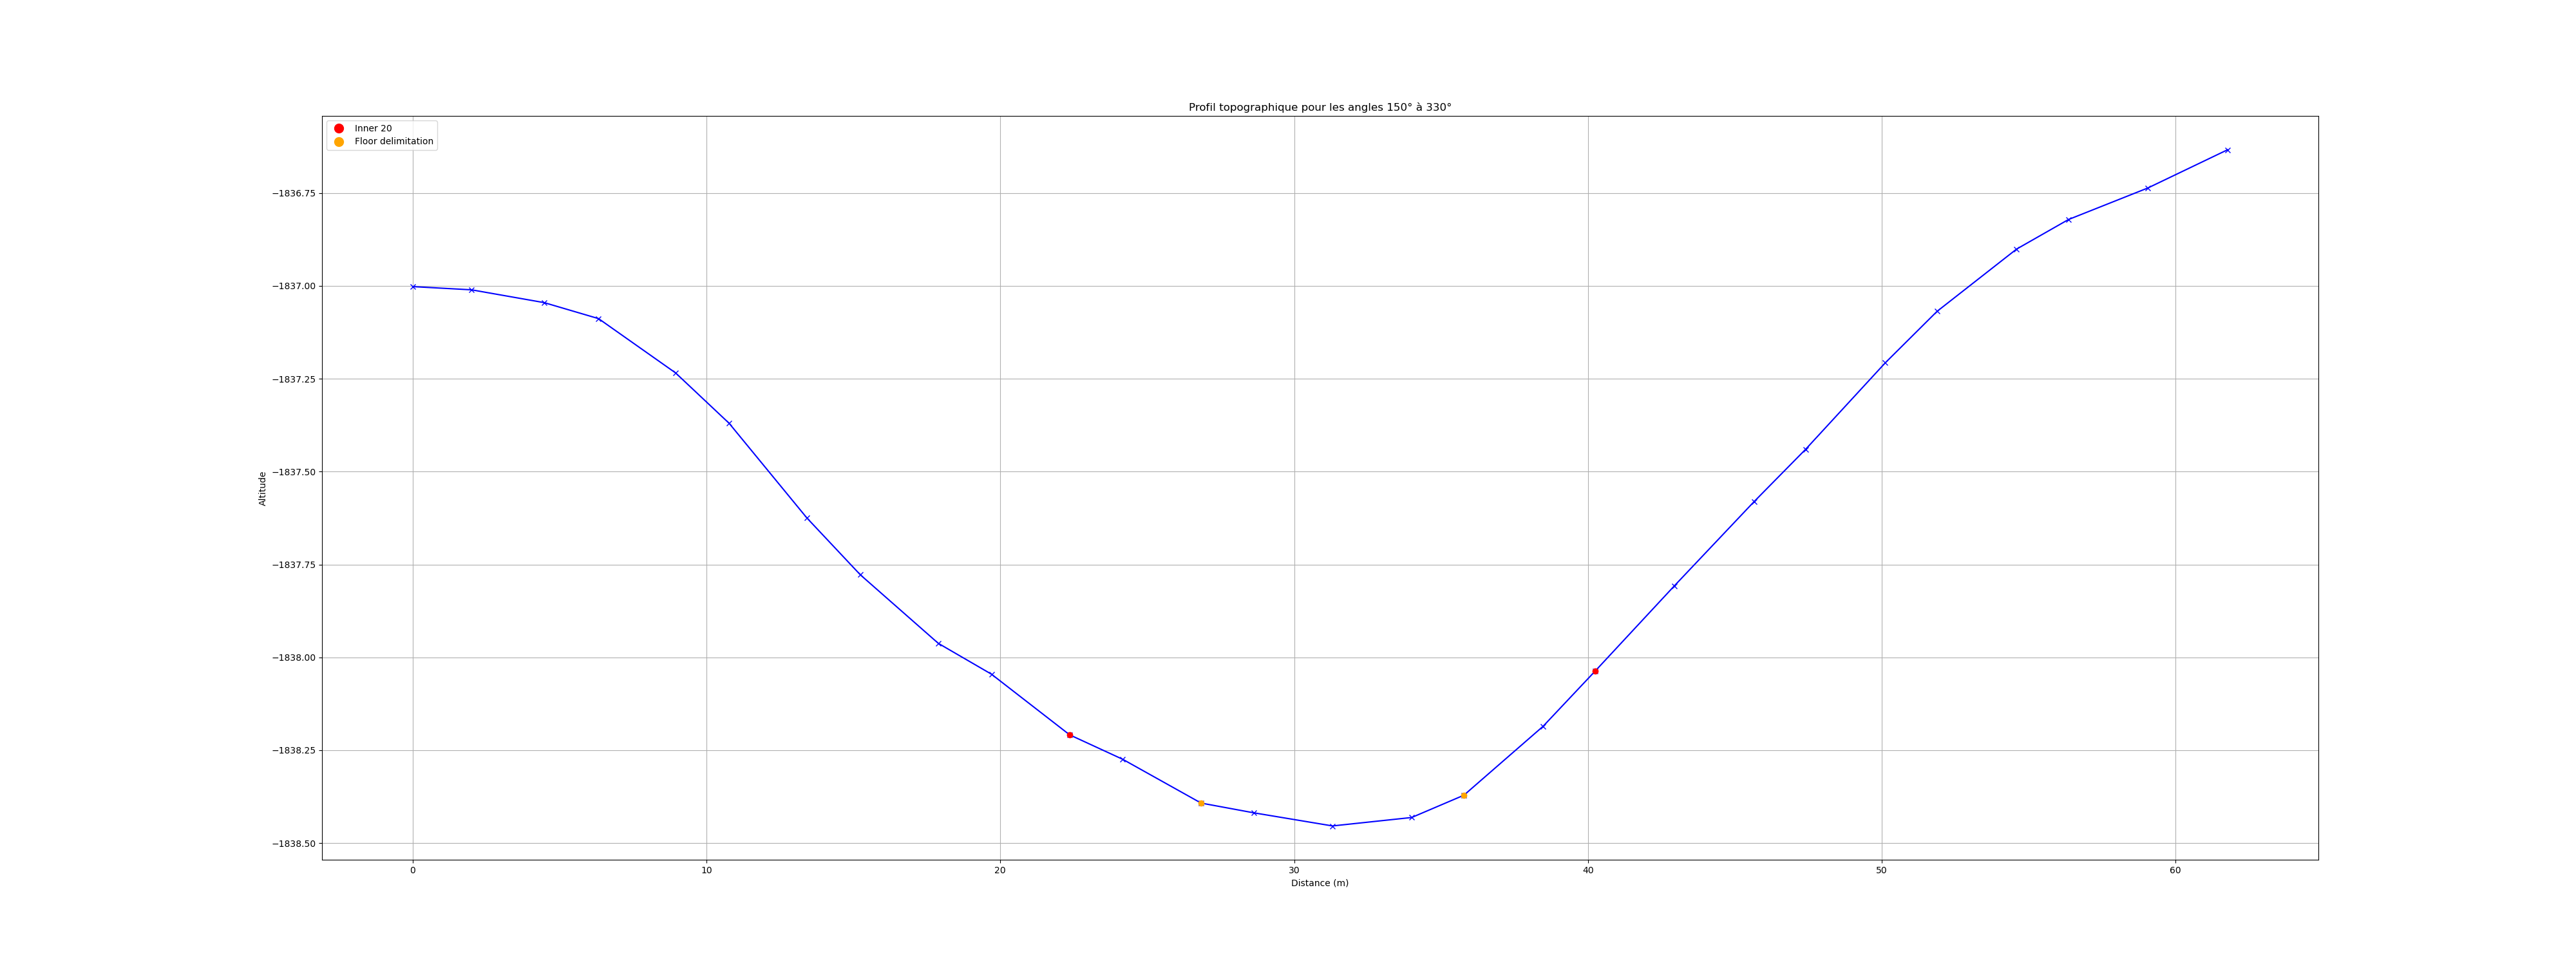 Profil topographique pour les angles 150° à 330°
Inner 20
Floor delimitation
−1836.75
−1837.00
−1837.25
−1837.50
−1837.75
−1838.00
−1838.25
−1838.50
Altitude
0 10 20 30 40 50 60
Distance (m)